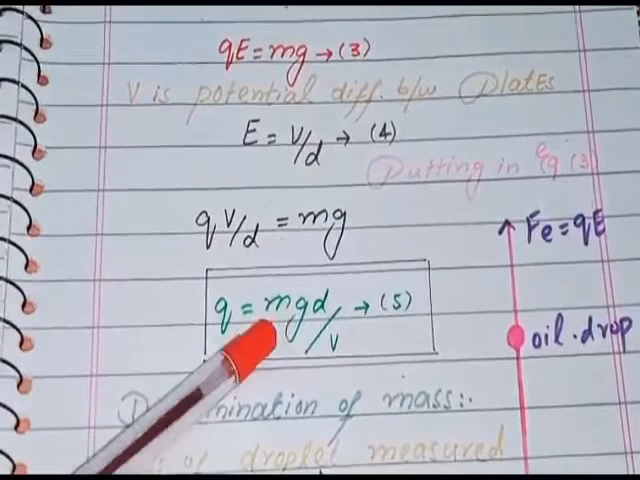 qE = mg → (3)
V is potential diff. b/w Plates
E = V/d → (4)
Putting in Eq (3)
q V/d = mg
Fe = qE
q = mgd/V → (5)
oil. drop
mination of mass:.
of droplet measured